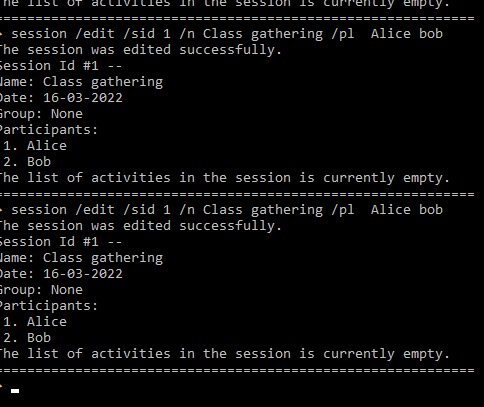 The list of activities in the session is currently empty.
===========================================================
> session /edit /sid 1 /n Class gathering /pl  Alice bob
The session was edited successfully.
Session Id #1 --
Name: Class gathering
Date: 16-03-2022
Group: None
Participants:
 1. Alice
 2. Bob
The list of activities in the session is currently empty.
===========================================================
> session /edit /sid 1 /n Class gathering /pl  Alice bob
The session was edited successfully.
Session Id #1 --
Name: Class gathering
Date: 16-03-2022
Group: None
Participants:
 1. Alice
 2. Bob
The list of activities in the session is currently empty.
===========================================================
>